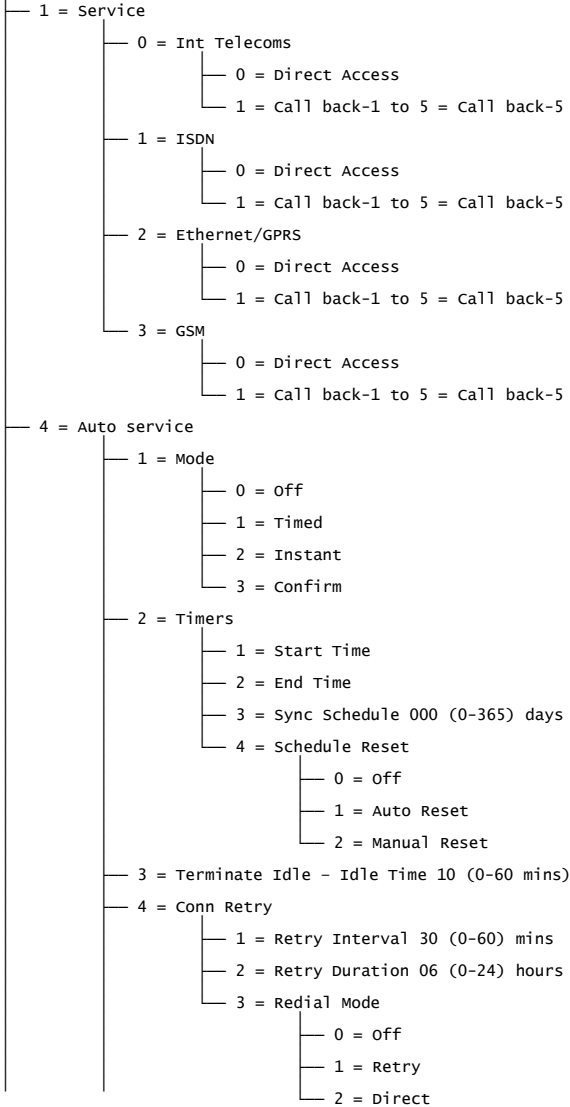 1 = Service
0 = Int Telecoms
0 = Direct Access
1 = Call back-1 to 5 = Call back-5
1 = ISDN
0 = Direct Access
1 = Call back-1 to 5 = Call back-5
2 = Ethernet/GPRS
0 = Direct Access
1 = Call back-1 to 5 = Call back-5
3 = GSM
0 = Direct Access
1 = Call back-1 to 5 = Call back-5
4 = Auto service
1 = Mode
0 = Off
1 = Timed
2 = Instant
3 = Confirm
2 = Timers
1 = Start Time
2 = End Time
3 = Sync Schedule 000 (0-365) days
4 = Schedule Reset
0 = Off
1 = Auto Reset
2 = Manual Reset
3 = Terminate Idle – Idle Time 10 (0-60 mins)
4 = Conn Retry
1 = Retry Interval 30 (0-60) mins
2 = Retry Duration 06 (0-24) hours
3 = Redial Mode
0 = Off
1 = Retry
2 = Direct